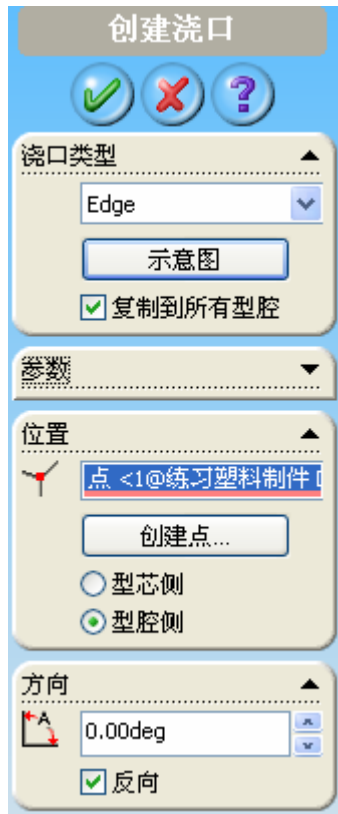 创建浇口
浇口类型
Edge
示意图
复制到所有型腔
参数
位置
点 <1@练习塑料制件
创建点...
型芯侧
型腔侧
方向
0.00deg
反向